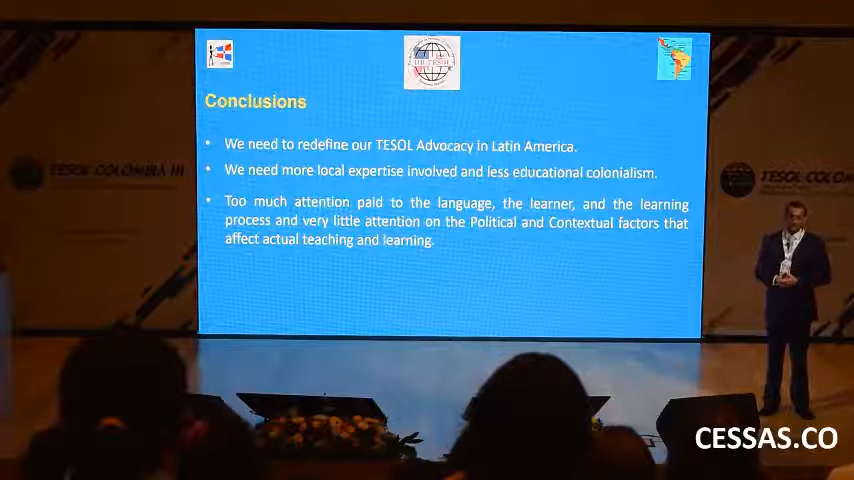 DR-TESOL
Conclusions
• We need to redefine our TESOL Advocacy in Latin America.
• We need more local expertise involved and less educational colonialism.
• Too much attention paid to the language, the learner, and the learning
process and very little attention on the Political and Contextual factors that
affect actual teaching and learning.
TESOL COLOMBIA III
TESOL COLOM
CESSAS.CO